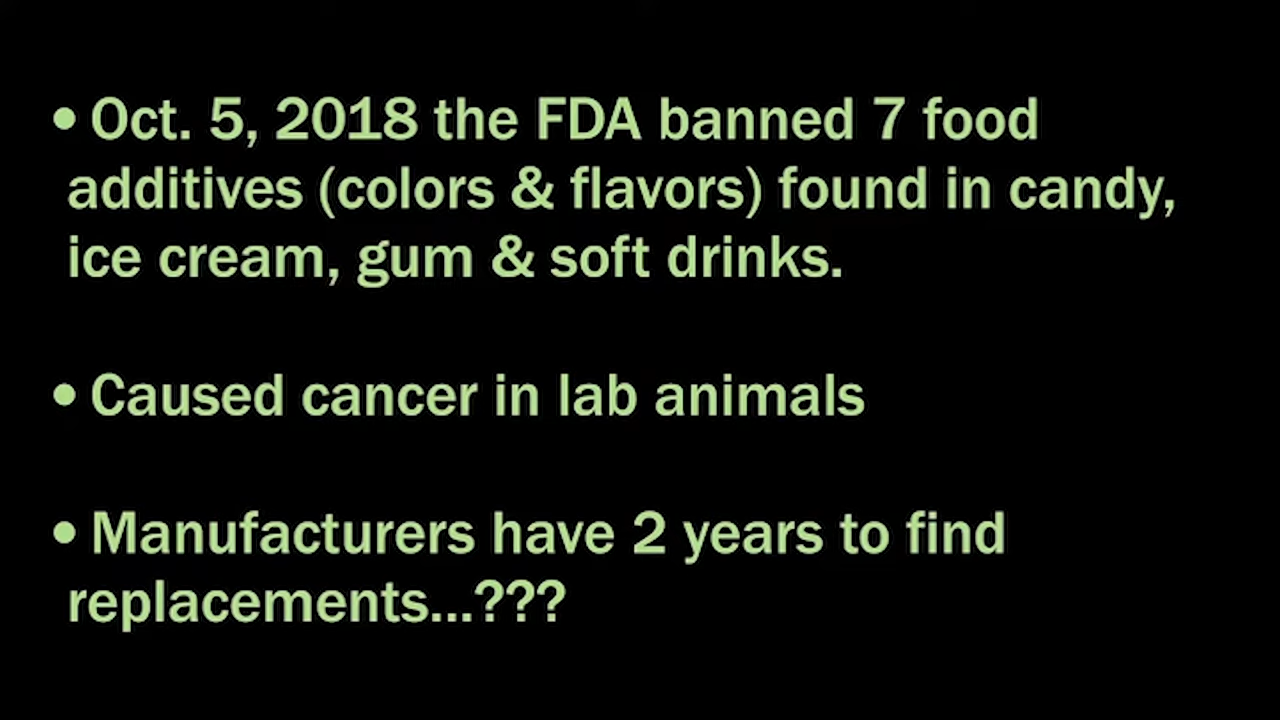 • Oct. 5, 2018 the FDA banned 7 food
additives (colors & flavors) found in candy,
ice cream, gum & soft drinks.
• Caused cancer in lab animals
• Manufacturers have 2 years to find
replacements...???